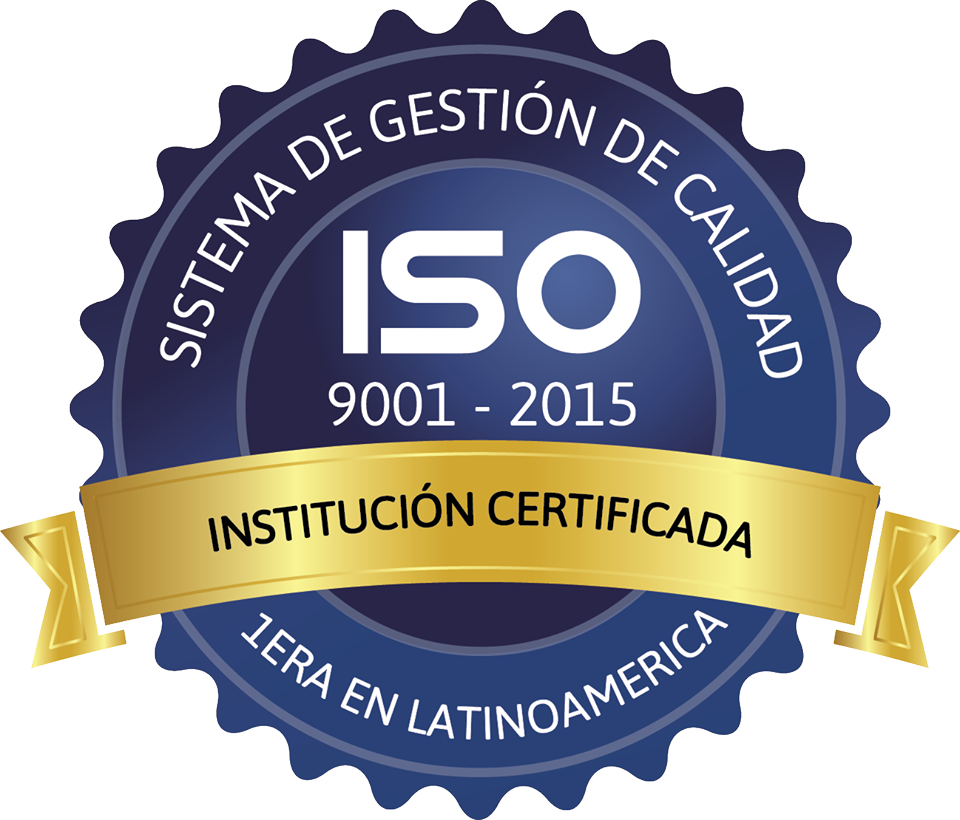 SISTEMA DE GESTIÓN DE CALIDAD
ISO
9001 - 2015
INSTITUCIÓN CERTIFICADA
1ERA EN LATINOAMERICA